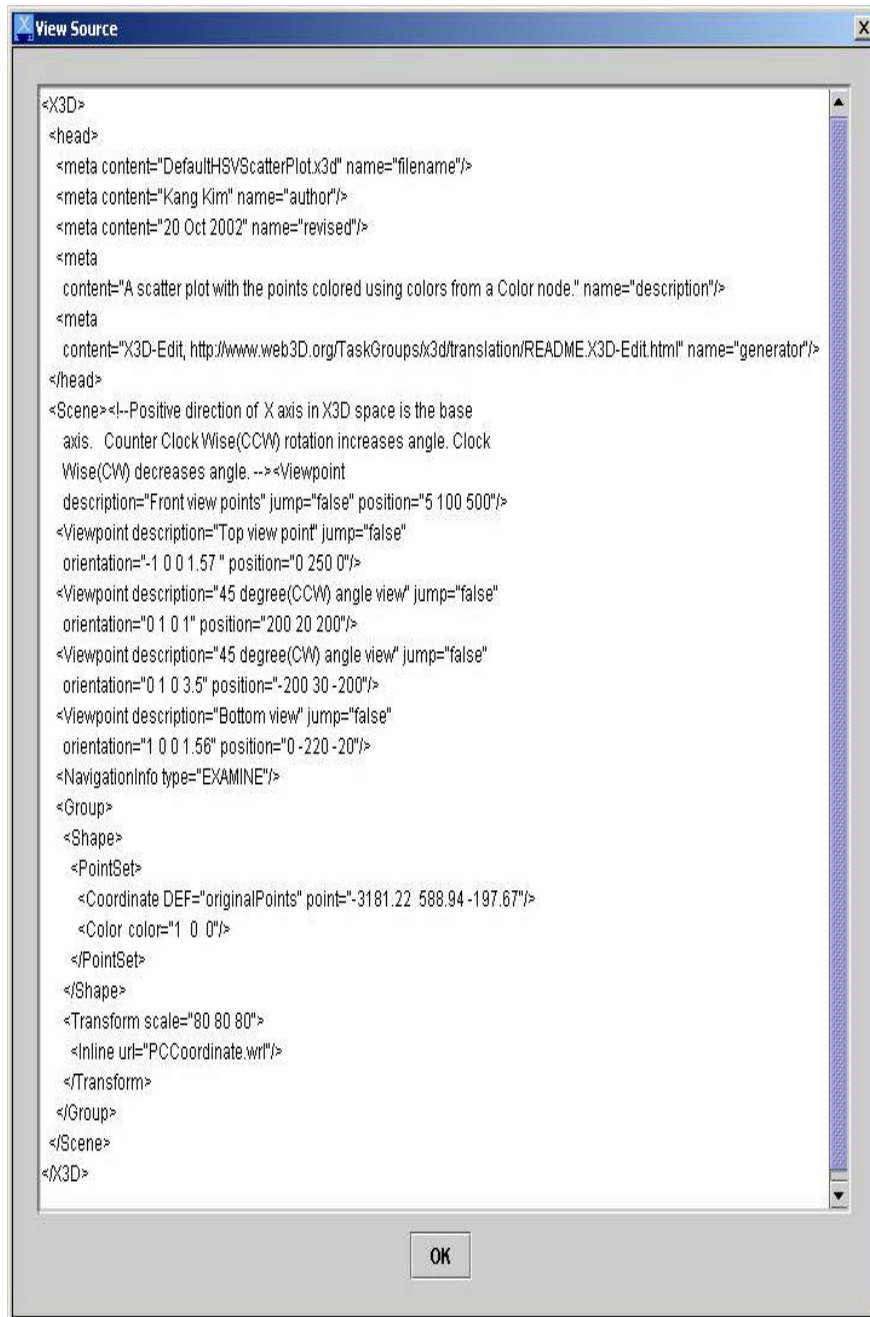 View Source
<X3D>
<head>
<meta content="DefaultHSVScatterPlot.x3d" name="filename"/>
<meta content="Kang Kim" name="author"/>
<meta content="20 Oct 2002" name="revised"/>
<meta
content="A scatter plot with the points colored using colors from a Color node." name="description"/>
<meta
content="X3D-Edit, http://www.web3D.org/TaskGroups/x3d/translation/README.X3D-Edit.html" name="generator"/>
</head>
<Scene><!--Positive direction of X axis in X3D space is the base
axis. Counter Clock Wise(CCW) rotation increases angle. Clock
Wise(CW) decreases angle. --><Viewpoint
description="Front view points" jump="false" position="5 100 500"/>
<Viewpoint description="Top view point" jump="false"
orientation="-1 0 0 1.57 " position="0 250 0"/>
<Viewpoint description="45 degree(CCW) angle view" jump="false"
orientation="0 1 0 1" position="200 20 200"/>
<Viewpoint description="45 degree(CW) angle view" jump="false"
orientation="0 1 0 3.5" position="-200 30 -200"/>
<Viewpoint description="Bottom view" jump="false"
orientation="1 0 0 1.56" position="0 -220 -20"/>
<NavigationInfo type="EXAMINE"/>
<Group>
<Shape>
<PointSet>
<Coordinate DEF="originalPoints" point="-3181.22  588.94 -197.67"/>
<Color color="1  0  0"/>
</PointSet>
</Shape>
<Transform scale="80 80 80">
<Inline url="PCCoordinate.wrl"/>
</Transform>
</Group>
</Scene>
</X3D>
OK